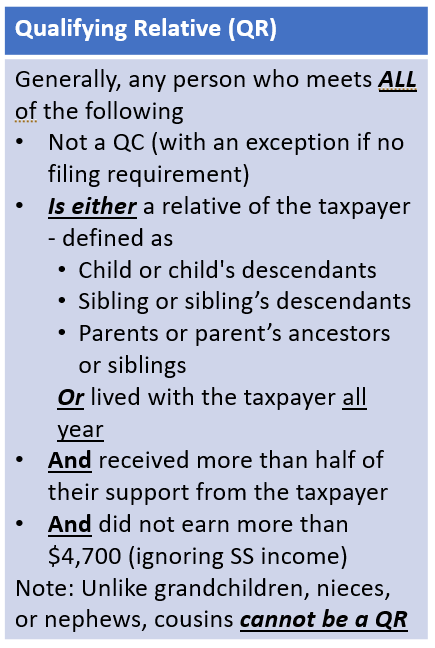 Qualifying Relative (QR)
Generally, any person who meets ALL
of the following
• Not a QC (with an exception if no
filing requirement)
• Is either a relative of the taxpayer
- defined as
• Child or child's descendants
• Sibling or sibling’s descendants
• Parents or parent’s ancestors
or siblings
Or lived with the taxpayer all
year
• And received more than half of
their support from the taxpayer
• And did not earn more than
$4,700 (ignoring SS income)
Note: Unlike grandchildren, nieces,
or nephews, cousins cannot be a QR